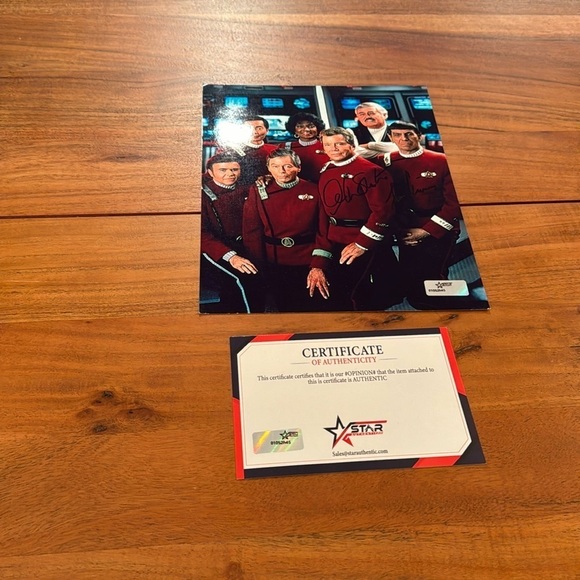 CERTIFICATE
OF AUTHENTICITY
This certificate certifies that it is our #OPINION# that the item attached to
this is certificate is AUTHENTIC
STAR
Sales@starauthentic.com